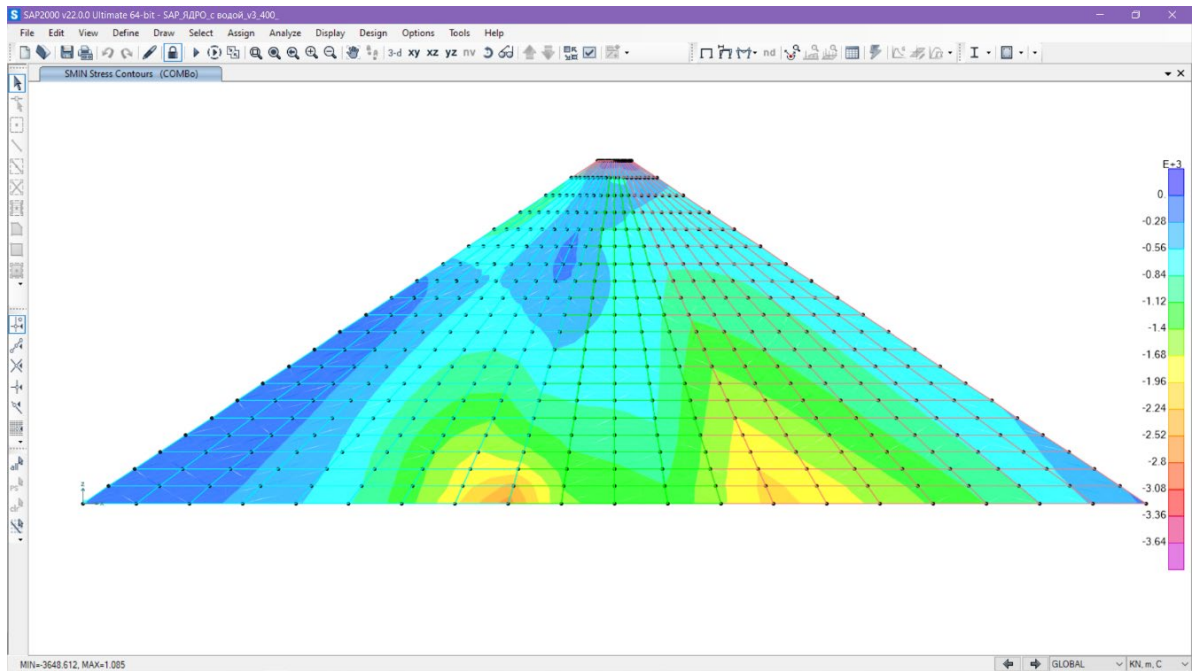 SAP2000 v22.0.0 Ultimate 64-bit - SAP_ЯДРО_с водой_v3_400_
File Edit View Define Draw Select Assign Analyze Display Design Options Tools Help
3-d xy xz yz nv
nd
SMIN Stress Contours (COMBo)
E+3
0.
-0.28
-0.56
-0.84
-1.12
-1.4
-1.68
-1.96
-2.24
-2.52
-2.8
-3.08
-3.36
-3.64
all
PS
clr
Z
MIN=-3648.612, MAX=1.085
GLOBAL
KN, m, C